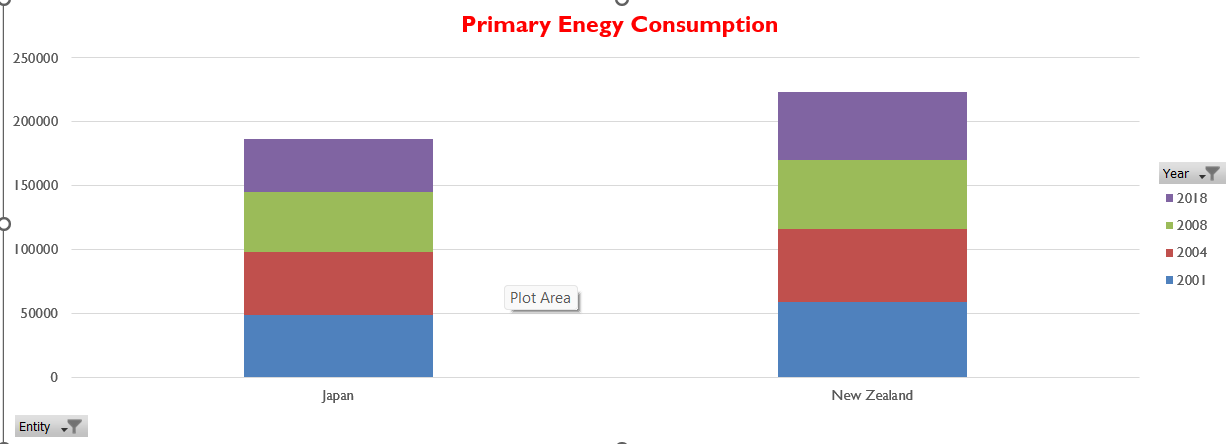 Primary Enegy Consumption
250000
200000
150000
100000
50000
0
Plot Area
Japan
New Zealand
Year
2018
2008
2004
2001
Entity